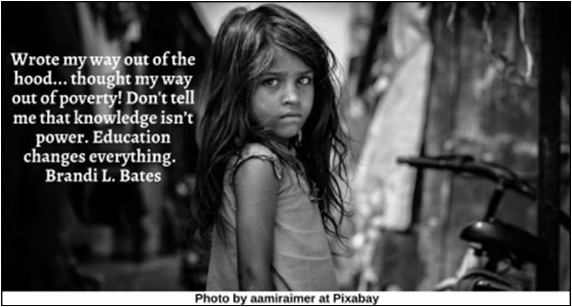 Wrote my way out of the
hood... thought my way
out of poverty! Don't tell
me that knowledge isn't
power. Education
changes everything.
Brandi L. Bates
Photo by aamiraimer at Pixabay